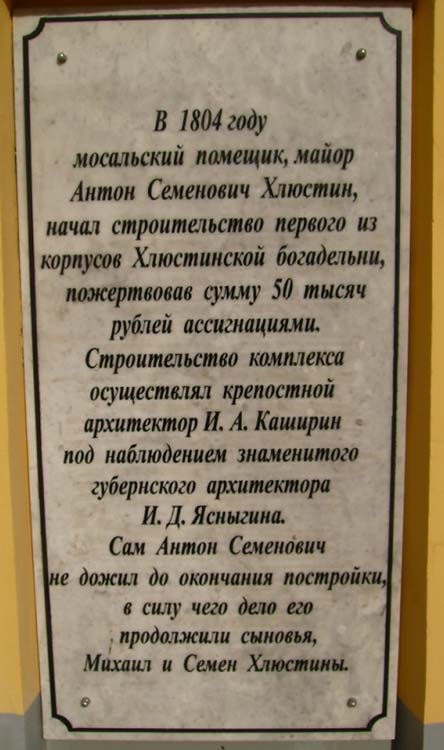 В 1804 году
мосальский помещик, майор
Антон Семенович Хлюстин,
начал строительство первого из
корпусов Хлюстинской богадельни,
пожертвовав сумму 50 тысяч
рублей ассигнациями.
Строительство комплекса
осуществлял крепостной
архитектор И. А. Каширин
под наблюдением знаменитого
губернского архитектора
И. Д. Ясныгина.
Сам Антон Семенович
не дожил до окончания постройки,
в силу чего дело его
продолжили сыновья,
Михаил и Семен Хлюстины.